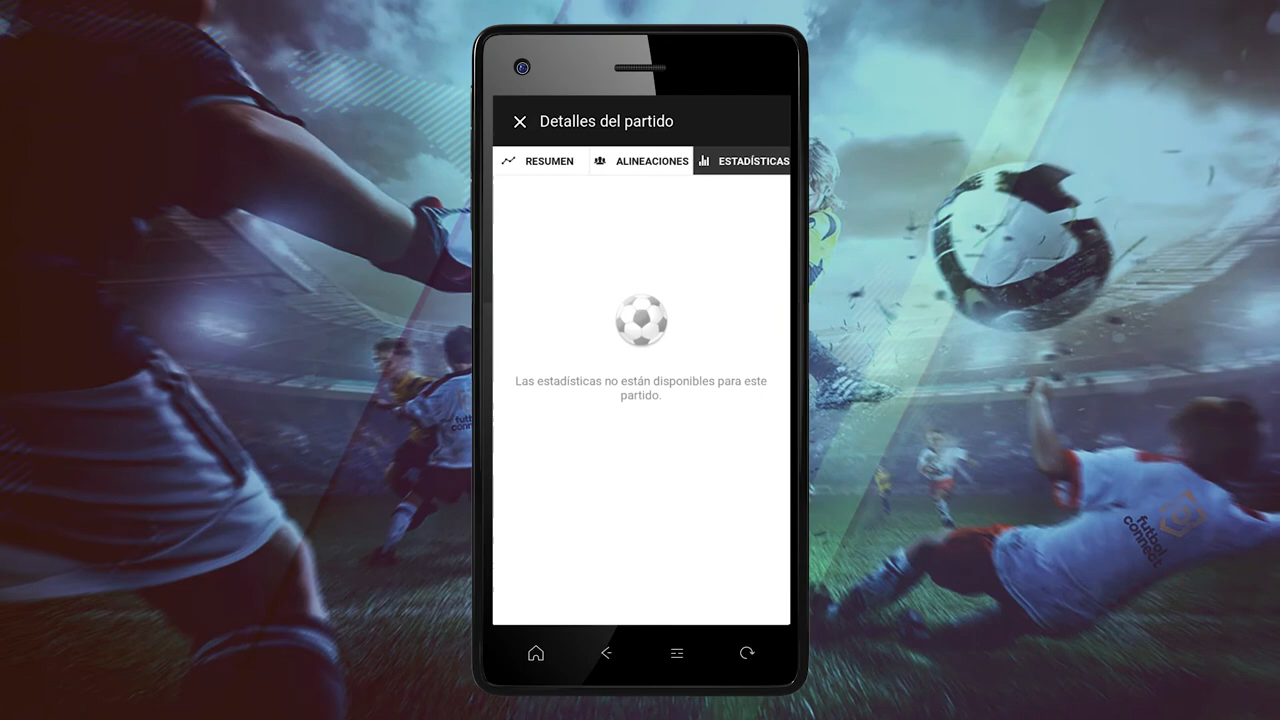 Detalles del partido
RESUMEN
ALINEACIONES
ESTADÍSTICAS
Las estadísticas no están disponibles para este
partido.
futbol
connect